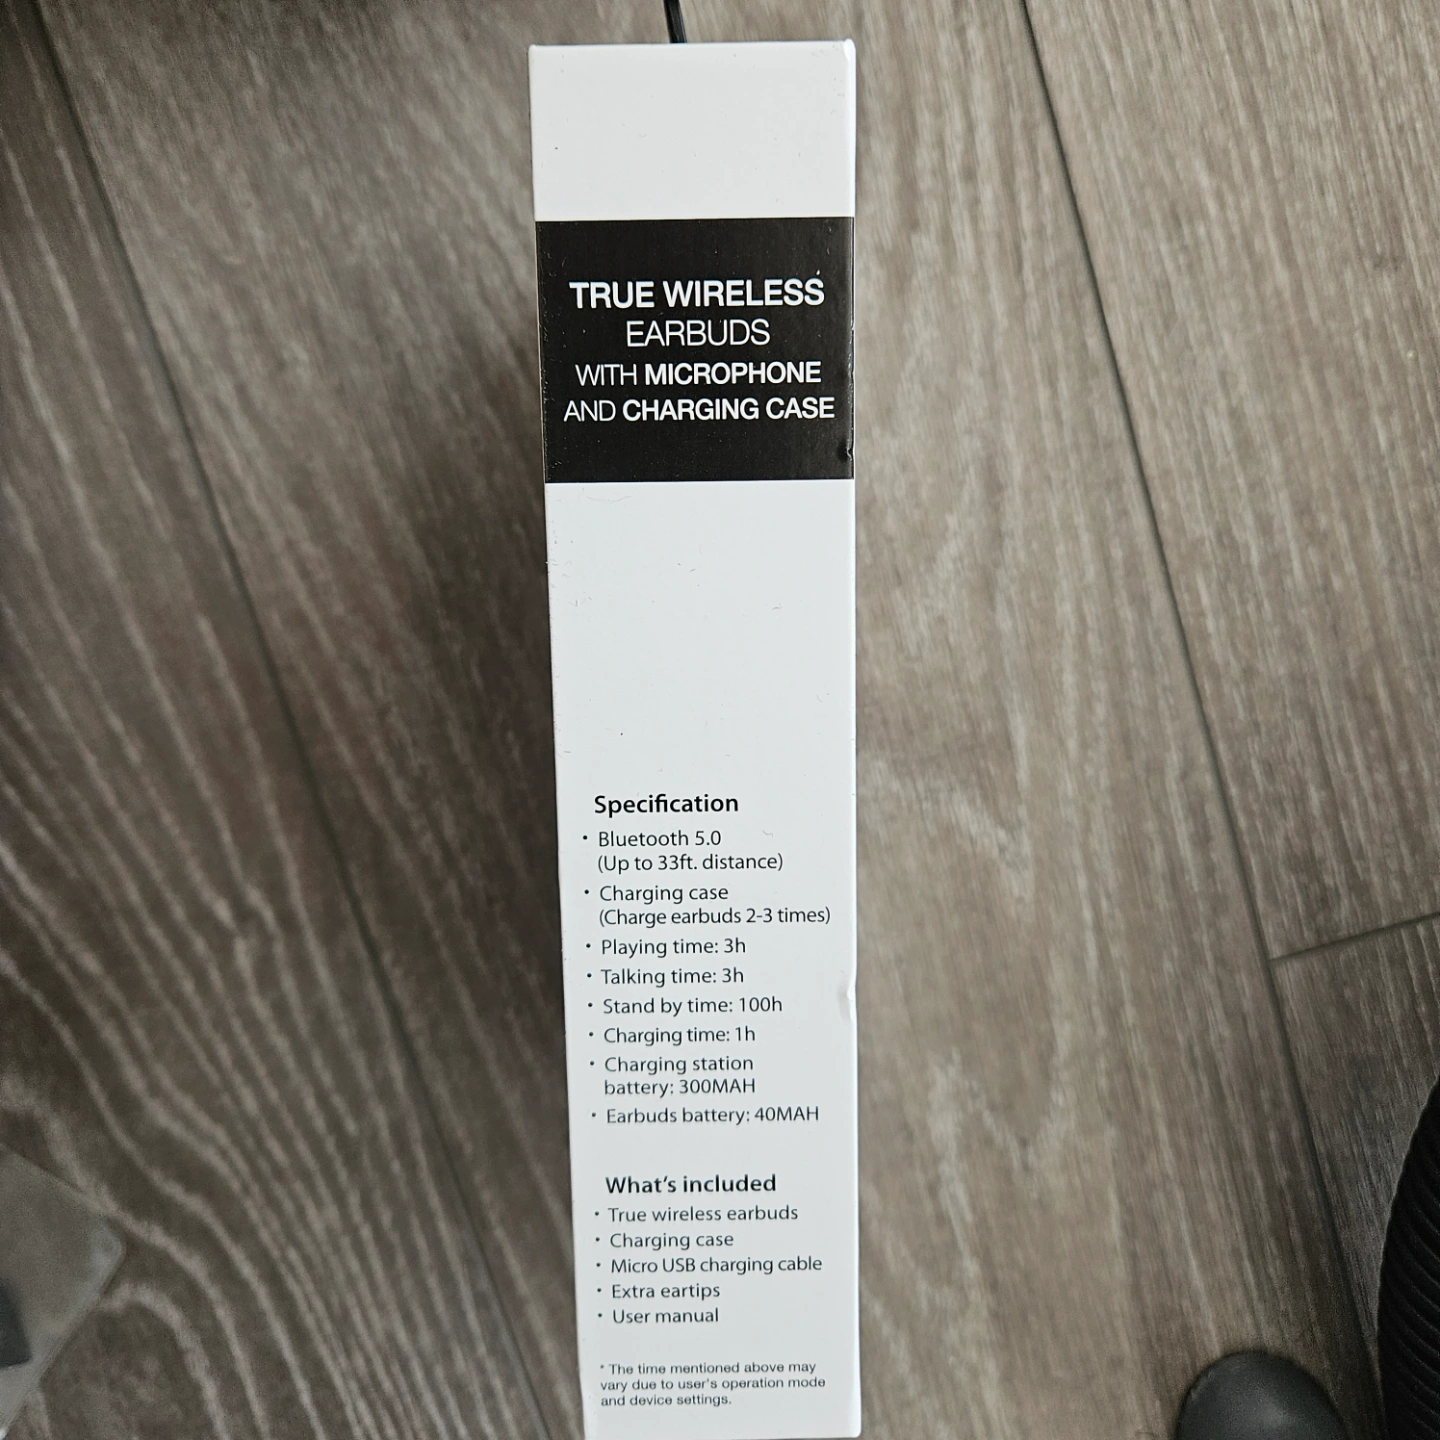 TRUE WIRELESS
EARBUDS
WITH MICROPHONE
AND CHARGING CASE
Specification
• Bluetooth 5.0
(Up to 33ft. distance)
• Charging case
(Charge earbuds 2-3 times)
• Playing time: 3h
• Talking time: 3h
• Stand by time: 100h
• Charging time: 1h
• Charging station
battery: 300MAH
• Earbuds battery: 40MAH
What's included
• True wireless earbuds
• Charging case
• Micro USB charging cable
• Extra eartips
• User manual
* The time mentioned above may
vary due to user's operation mode
and device settings.